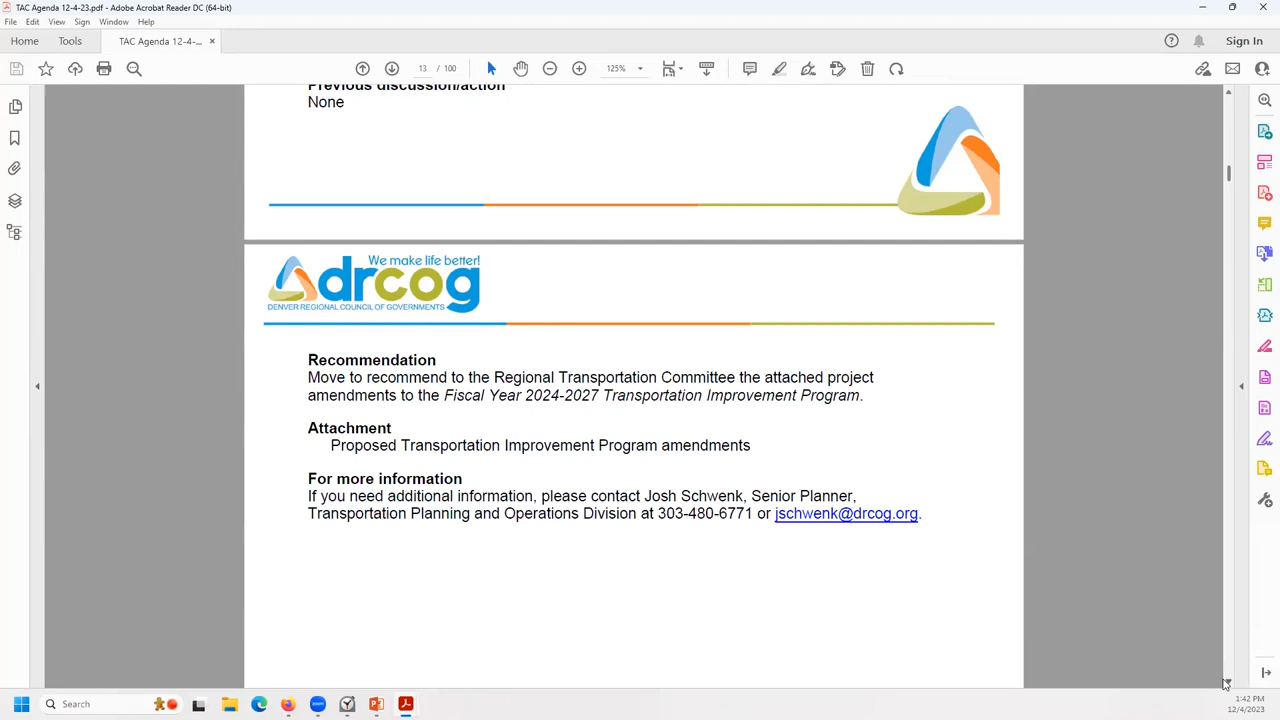 TAC Agenda 12-4-23.pdf - Adobe Acrobat Reader DC (64-bit)
File Edit View Sign Window Help
Home Tools TAC Agenda 12-4-... × Sign In
13 / 100 125%
Previous discussion/action
None
We make life better!
drcog
DENVER REGIONAL COUNCIL OF GOVERNMENTS
Recommendation
Move to recommend to the Regional Transportation Committee the attached project
amendments to the Fiscal Year 2024-2027 Transportation Improvement Program.
Attachment
Proposed Transportation Improvement Program amendments
For more information
If you need additional information, please contact Josh Schwenk, Senior Planner,
Transportation Planning and Operations Division at 303-480-6771 or jschwenk@drcog.org.
Search
1:42 PM
12/4/2023